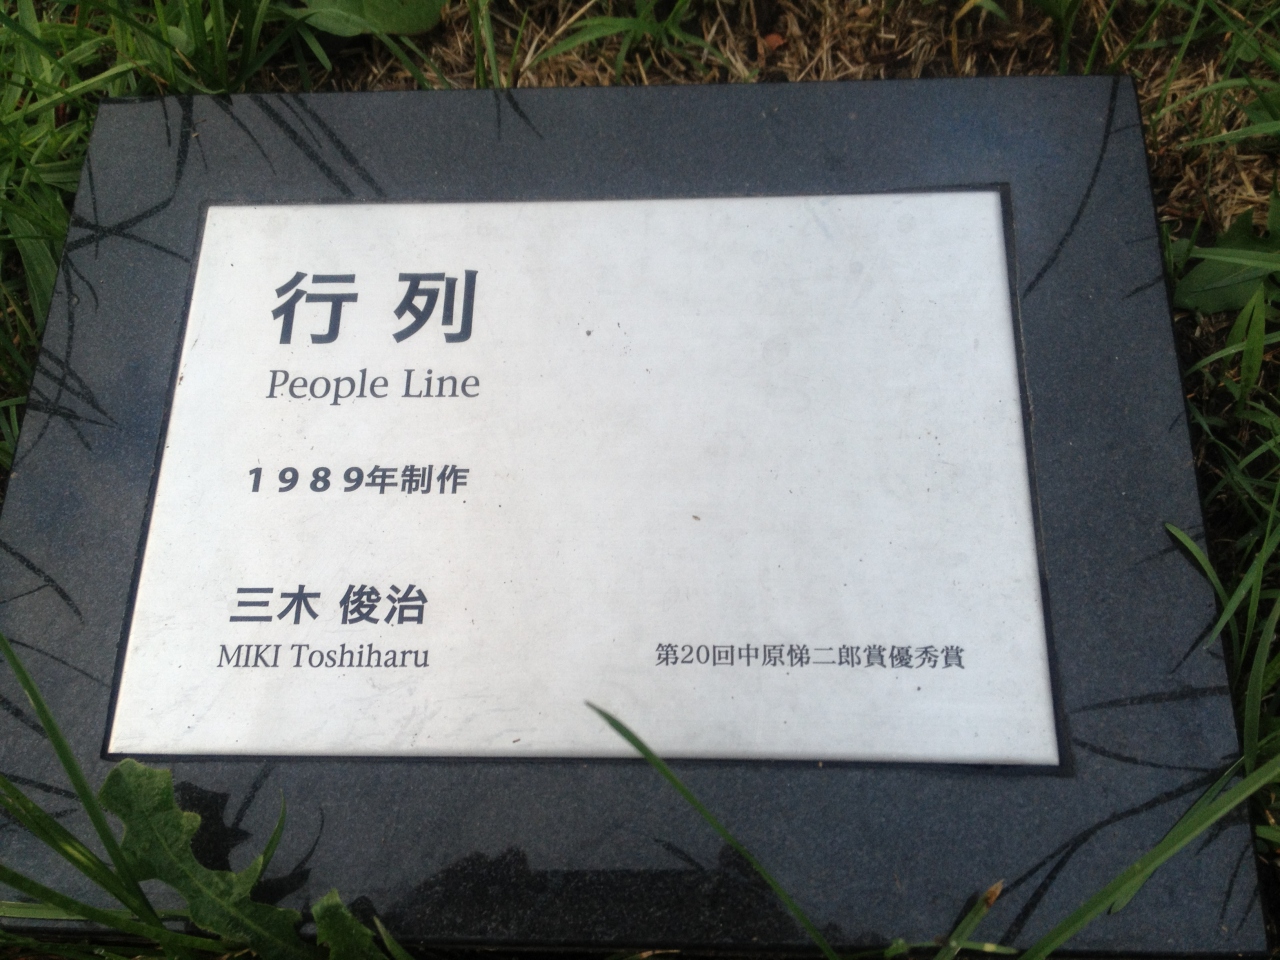 行 列
People Line
1989年制作
三木 俊治
MIKI Toshiharu
第20回中原悌二郎賞優秀賞